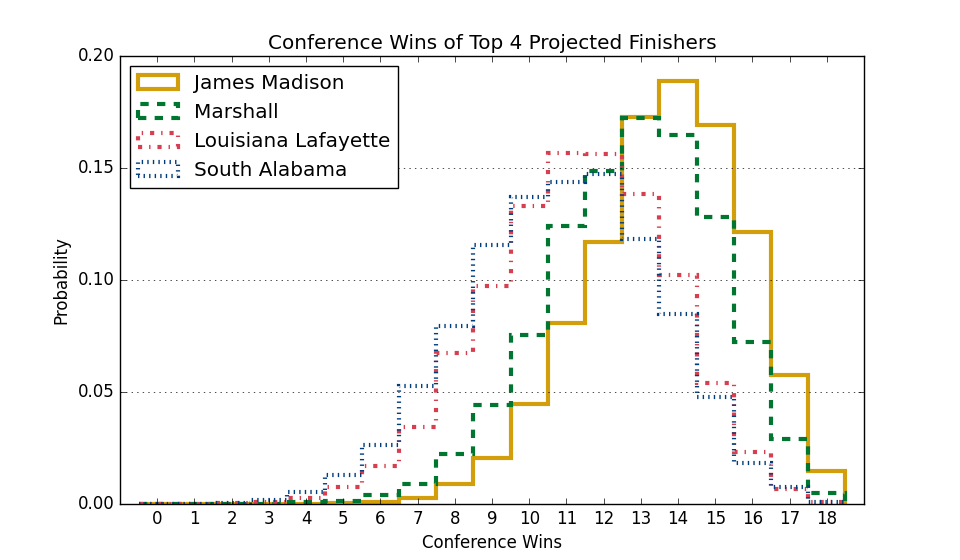 Conference Wins of Top 4 Projected Finishers
0.20
James Madison
Marshall
Louisiana Lafayette
South Alabama
0.15
0.10
0.05
0.00
Probability
0 1 2 3 4 5 6 7 8 9 10 11 12 13 14 15 16 17 18
Conference Wins